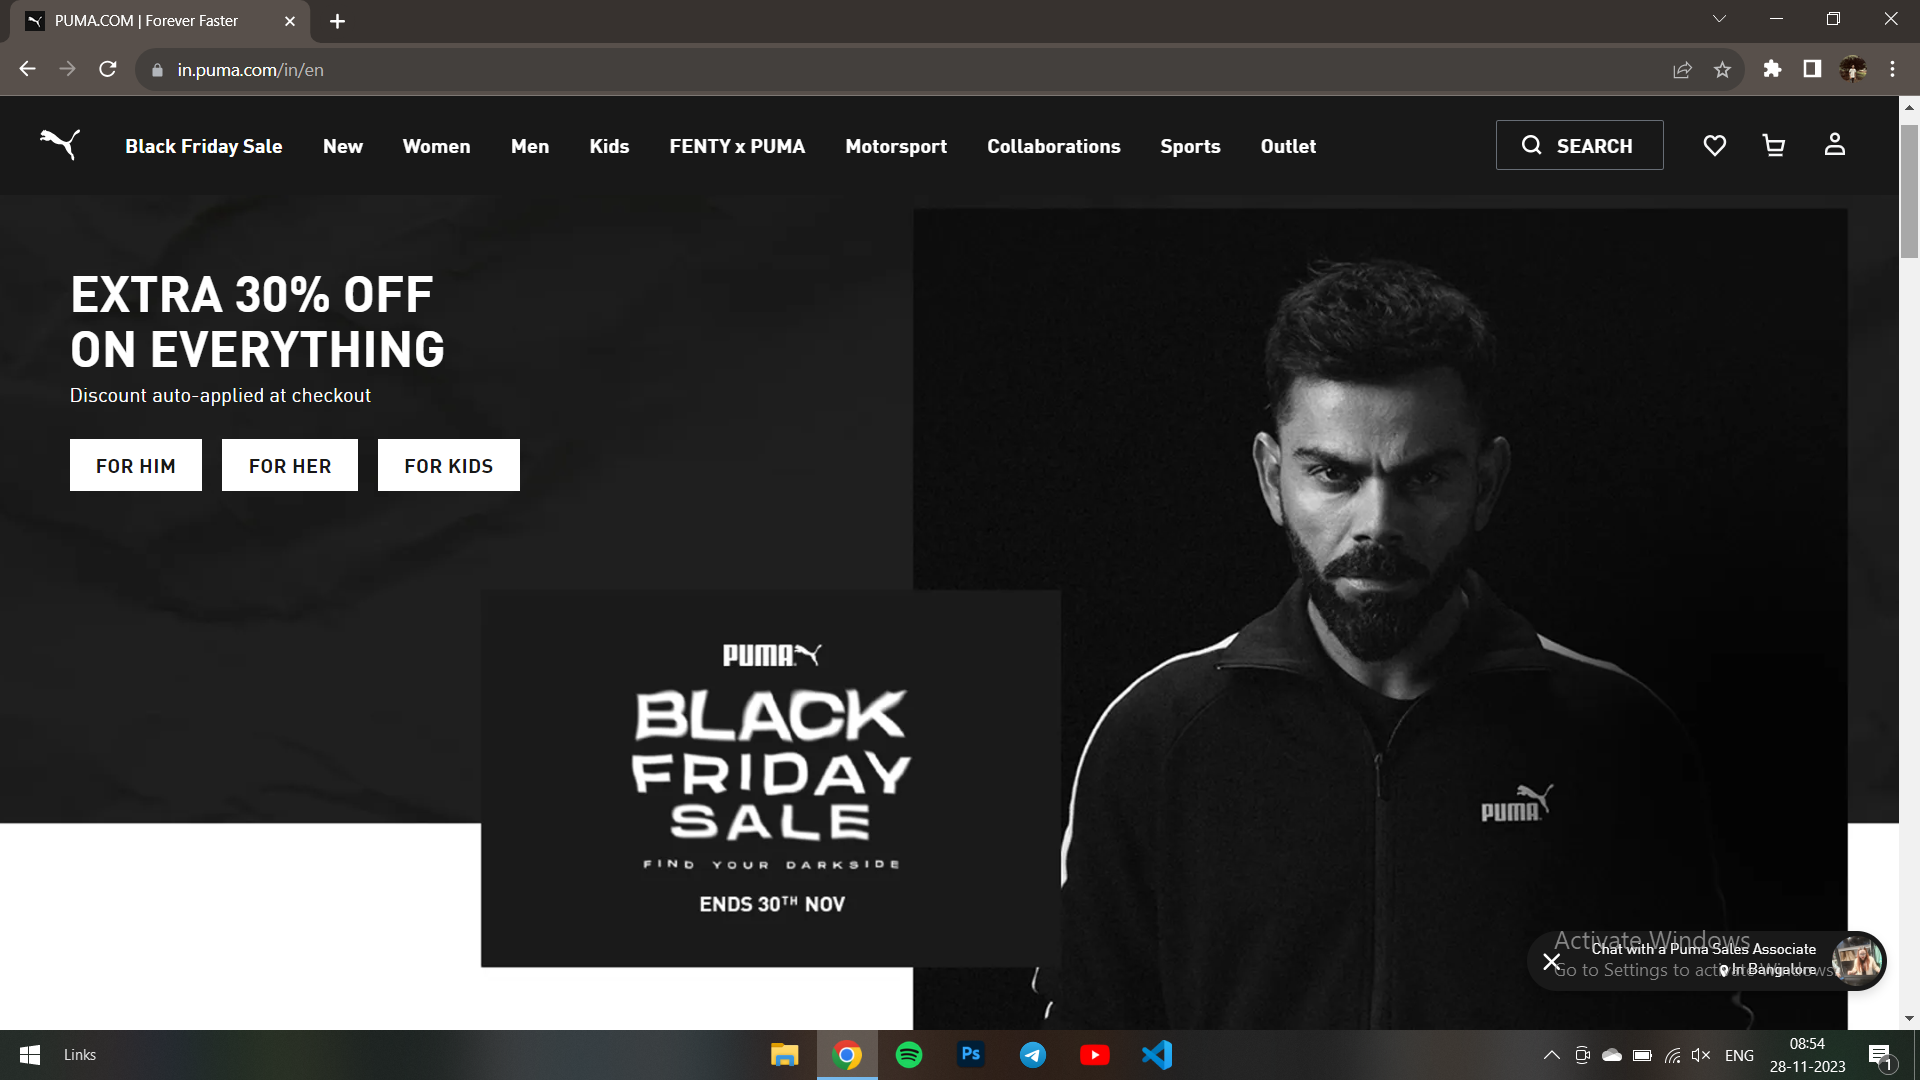 PUMA.COM | Forever Faster
in.puma.com/in/en
Black Friday Sale New Women Men Kids FENTY x PUMA Motorsport Collaborations Sports Outlet SEARCH
EXTRA 30% OFF
ON EVERYTHING
Discount auto-applied at checkout
FOR HIM FOR HER FOR KIDS
PUMA
BLACK
FRIDAY
SALE
FIND YOUR DARKSIDE
ENDS 30TH NOV
PUMA
Activate Windows
Go to Settings to activate Windows.
Chat with a Puma Sales Associate
In Bangalore
Links
Ps
ENG
08:54
28-11-2023
1